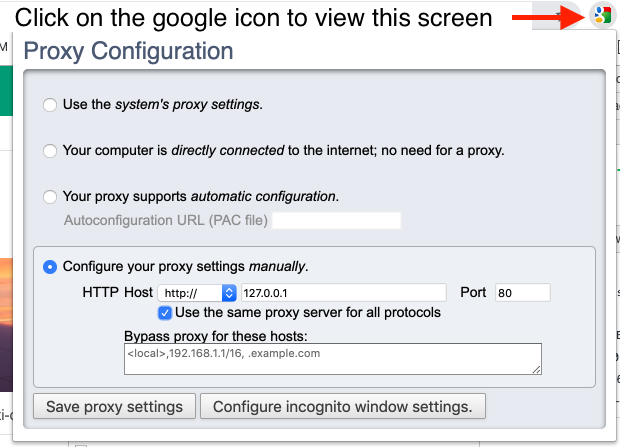 Click on the google icon to view this screen
Proxy Configuration
Use the system's proxy settings.
Your computer is directly connected to the internet; no need for a proxy.
Your proxy supports automatic configuration.
Autoconfiguration URL (PAC file)
Configure your proxy settings manually.
HTTP Host http:// 127.0.0.1 Port 80
Use the same proxy server for all protocols
Bypass proxy for these hosts:
<local>,192.168.1.1/16, .example.com
Save proxy settings Configure incognito window settings.